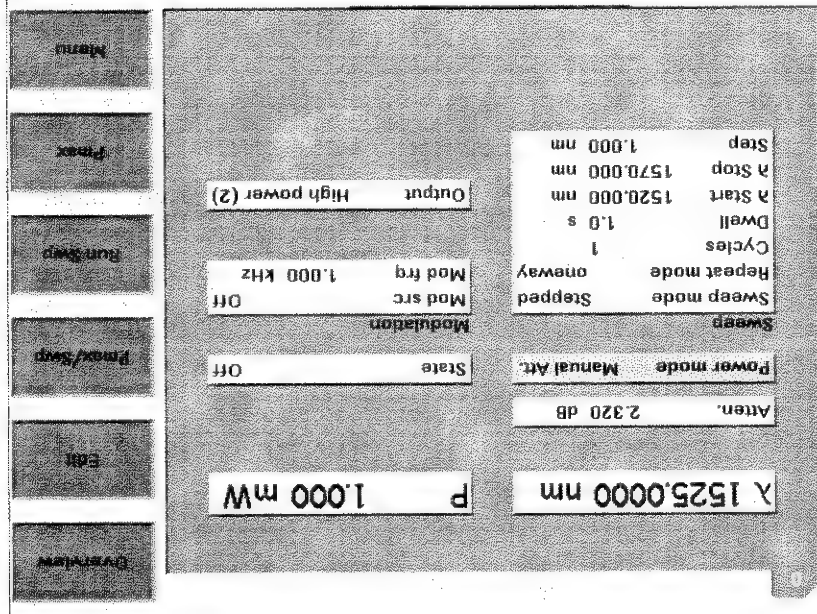 λ 1525.0000 nm
P 1.000 mW
Atten. 2.320 dB
Power mode Manual Att.
State Off
Sweep
Sweep mode Stepped
Repeat mode oneway
Cycles 1
Dwell 1.0 s
λ Start 1520.000 nm
λ Stop 1570.000 nm
Step 1.000 nm
Modulation
Mod src Off
Mod frq 1.000 kHz
Output High power (2)
Overview
Edit
Pmax/Swp
Run Swp
Pmax
Menu